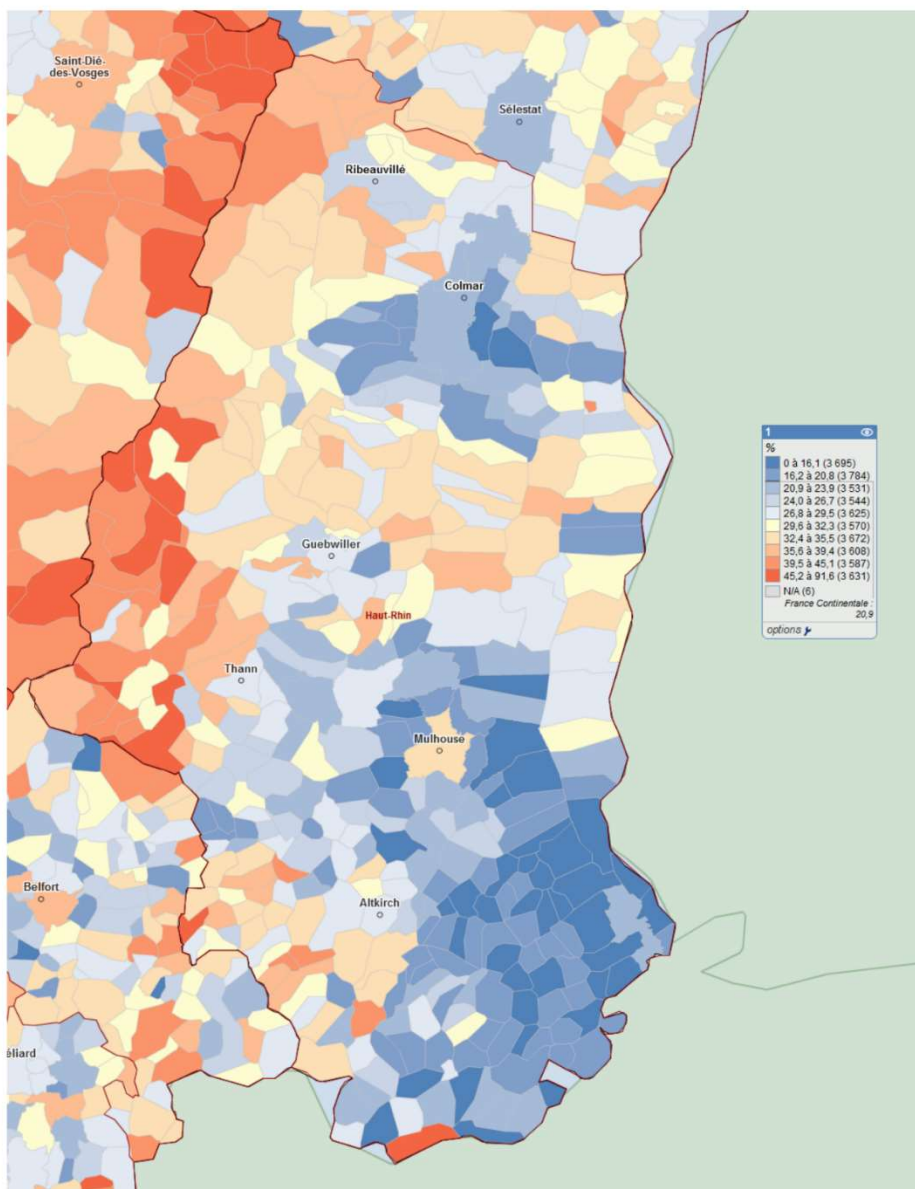 Saint-Dié-
des-Vosges
Sélestat
Ribeauvillé
Colmar
Guebwiller
Haut-Rhin
Thann
Mulhouse
Belfort
Altkirch
éliard
1
%
0 à 16,1 (3 695)
16,2 à 20,8 (3 784)
20,9 à 23,9 (3 531)
24,0 à 26,7 (3 544)
26,8 à 29,5 (3 625)
29,6 à 32,3 (3 570)
32,4 à 35,5 (3 672)
35,6 à 39,4 (3 608)
39,5 à 45,1 (3 587)
45,2 à 91,6 (3 631)
N/A (6)
France Continentale :
20,9
options